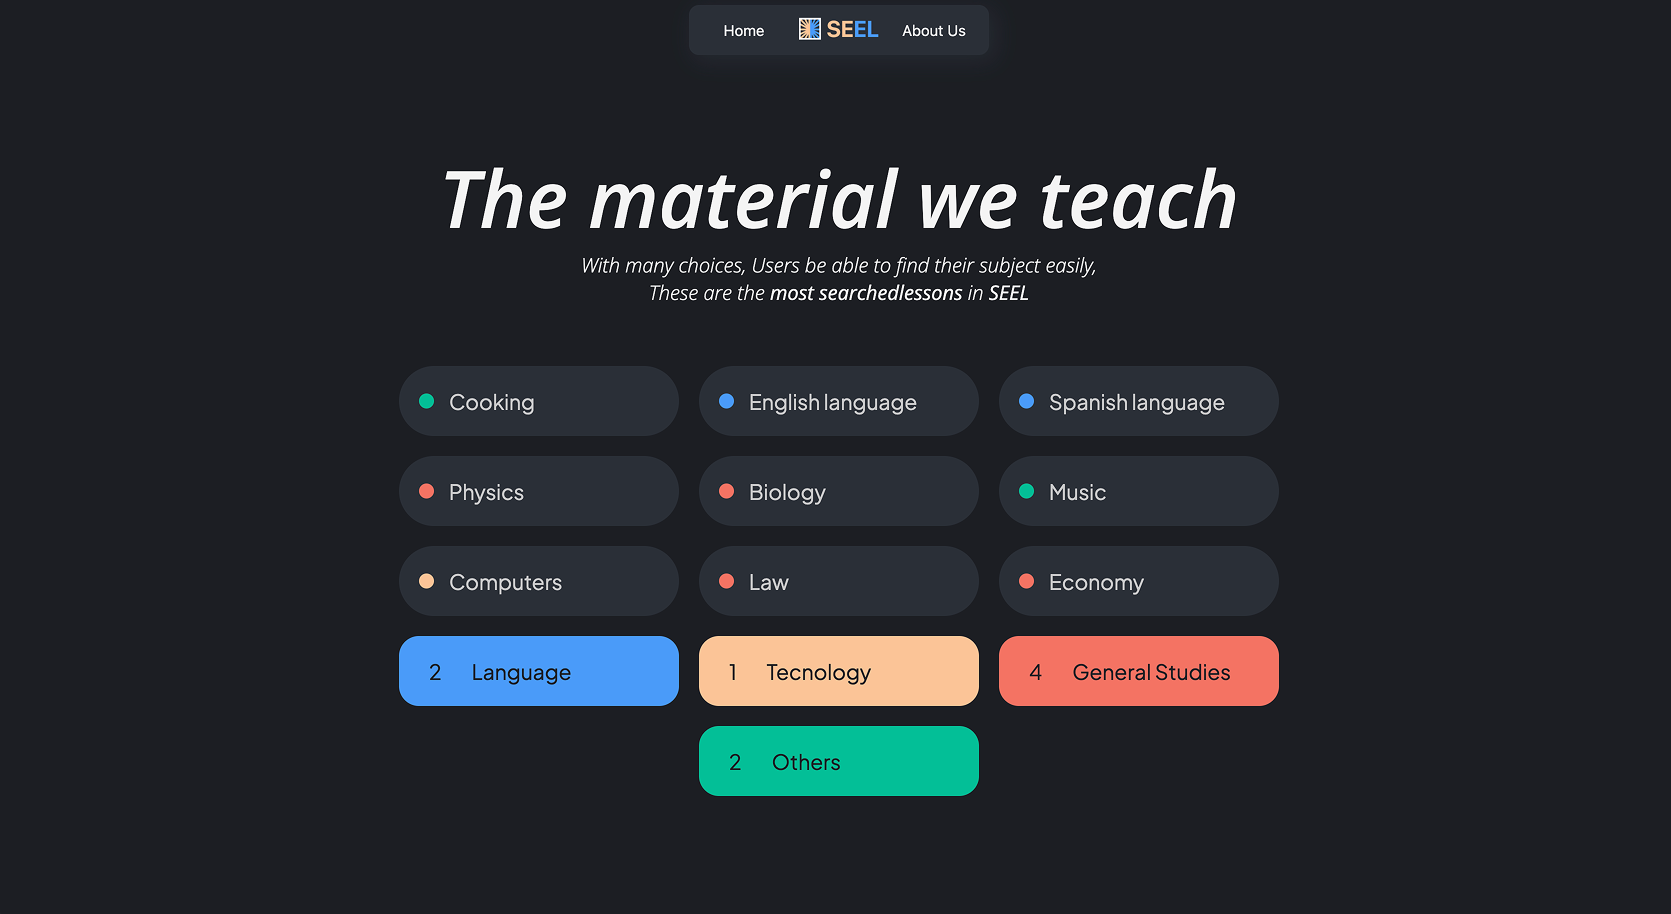 Home SEEL About Us
The material we teach
With many choices, Users be able to find their subject easily,
These are the most searchedlessons in SEEL
Cooking English language Spanish language
Physics Biology Music
Computers Law Economy
2 Language 1 Tecnology 4 General Studies
2 Others